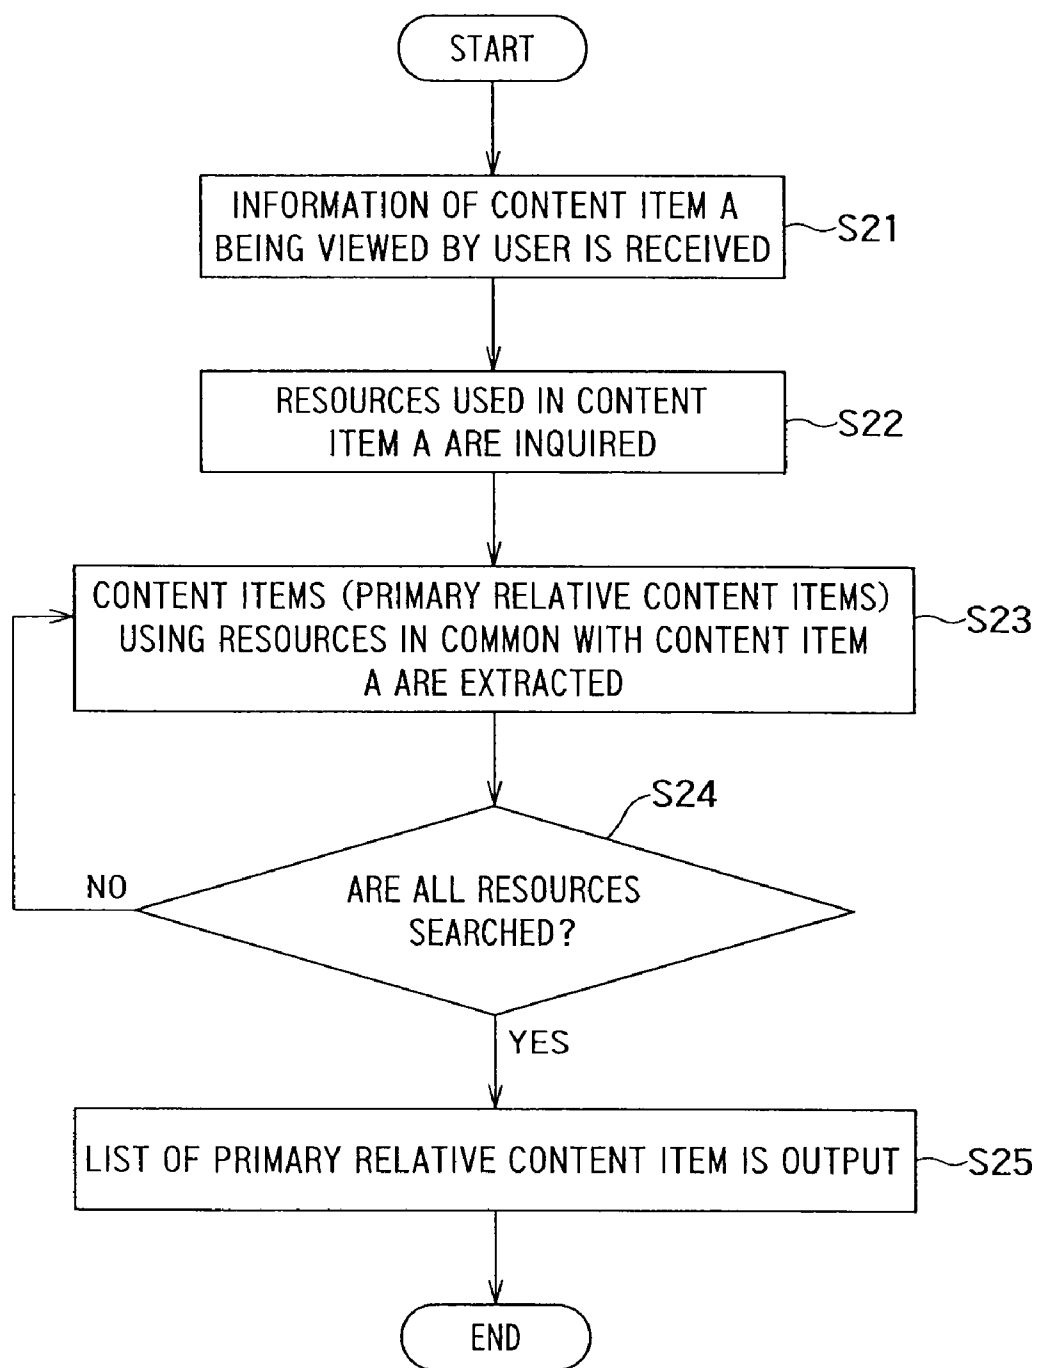 START
INFORMATION OF CONTENT ITEM A
BEING VIEWED BY USER IS RECEIVED
S21
RESOURCES USED IN CONTENT
ITEM A ARE INQUIRED
S22
CONTENT ITEMS (PRIMARY RELATIVE CONTENT ITEMS)
USING RESOURCES IN COMMON WITH CONTENT ITEM
A ARE EXTRACTED
S23
S24
ARE ALL RESOURCES
SEARCHED?
NO
YES
LIST OF PRIMARY RELATIVE CONTENT ITEM IS OUTPUT
S25
END